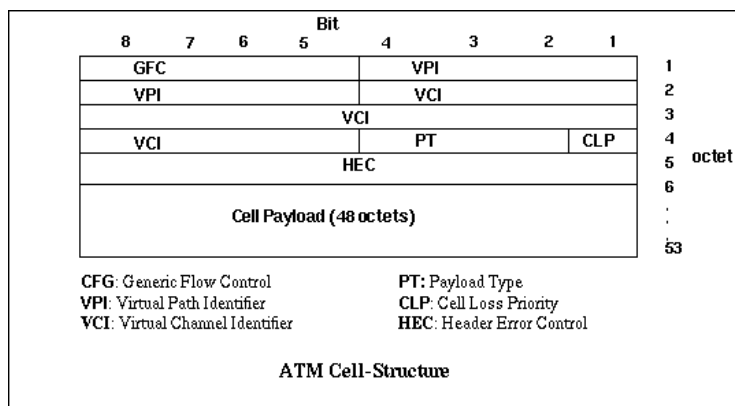 Bit
8 7 6 5 4 3 2 1
GFC VPI 1
VPI VCI 2
VCI 3
VCI PT CLP 4
octet
HEC 5
6
Cell Payload (48 octets) .
.
.
53
CFG: Generic Flow Control PT: Payload Type
VPI: Virtual Path Identifier CLP: Cell Loss Priority
VCI: Virtual Channel Identifier HEC: Header Error Control
ATM Cell-Structure